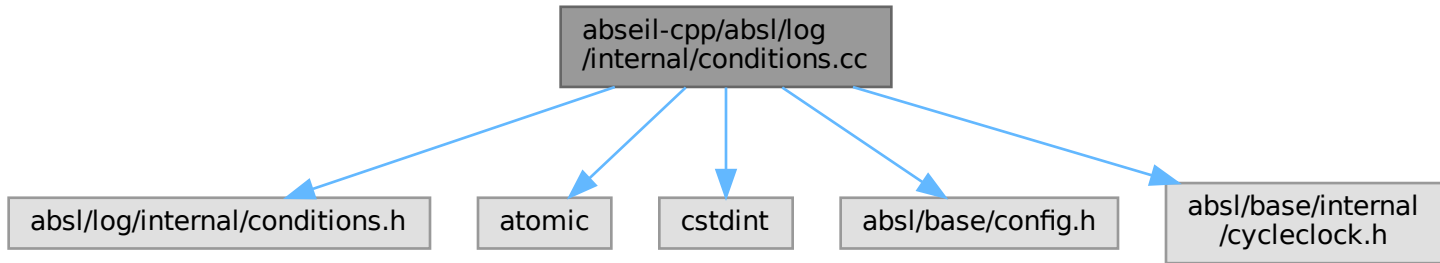 abseil-cpp/absl/log
/internal/conditions.cc
absl/log/internal/conditions.h
atomic
cstdint
absl/base/config.h
absl/base/internal
/cycleclock.h